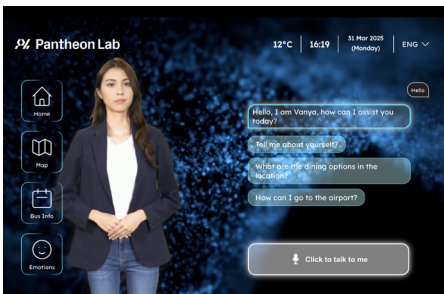 Pantheon Lab
12°C
16:19
31 Mar 2025
(Monday)
ENG
Hello
Home
Hello, I am Vanya, how can I assist you
today?
Tell me about yourself?
Map
What are the dining options in the
location?
How can I go to the airport?
Bus Info
Emotions
Click to talk to me